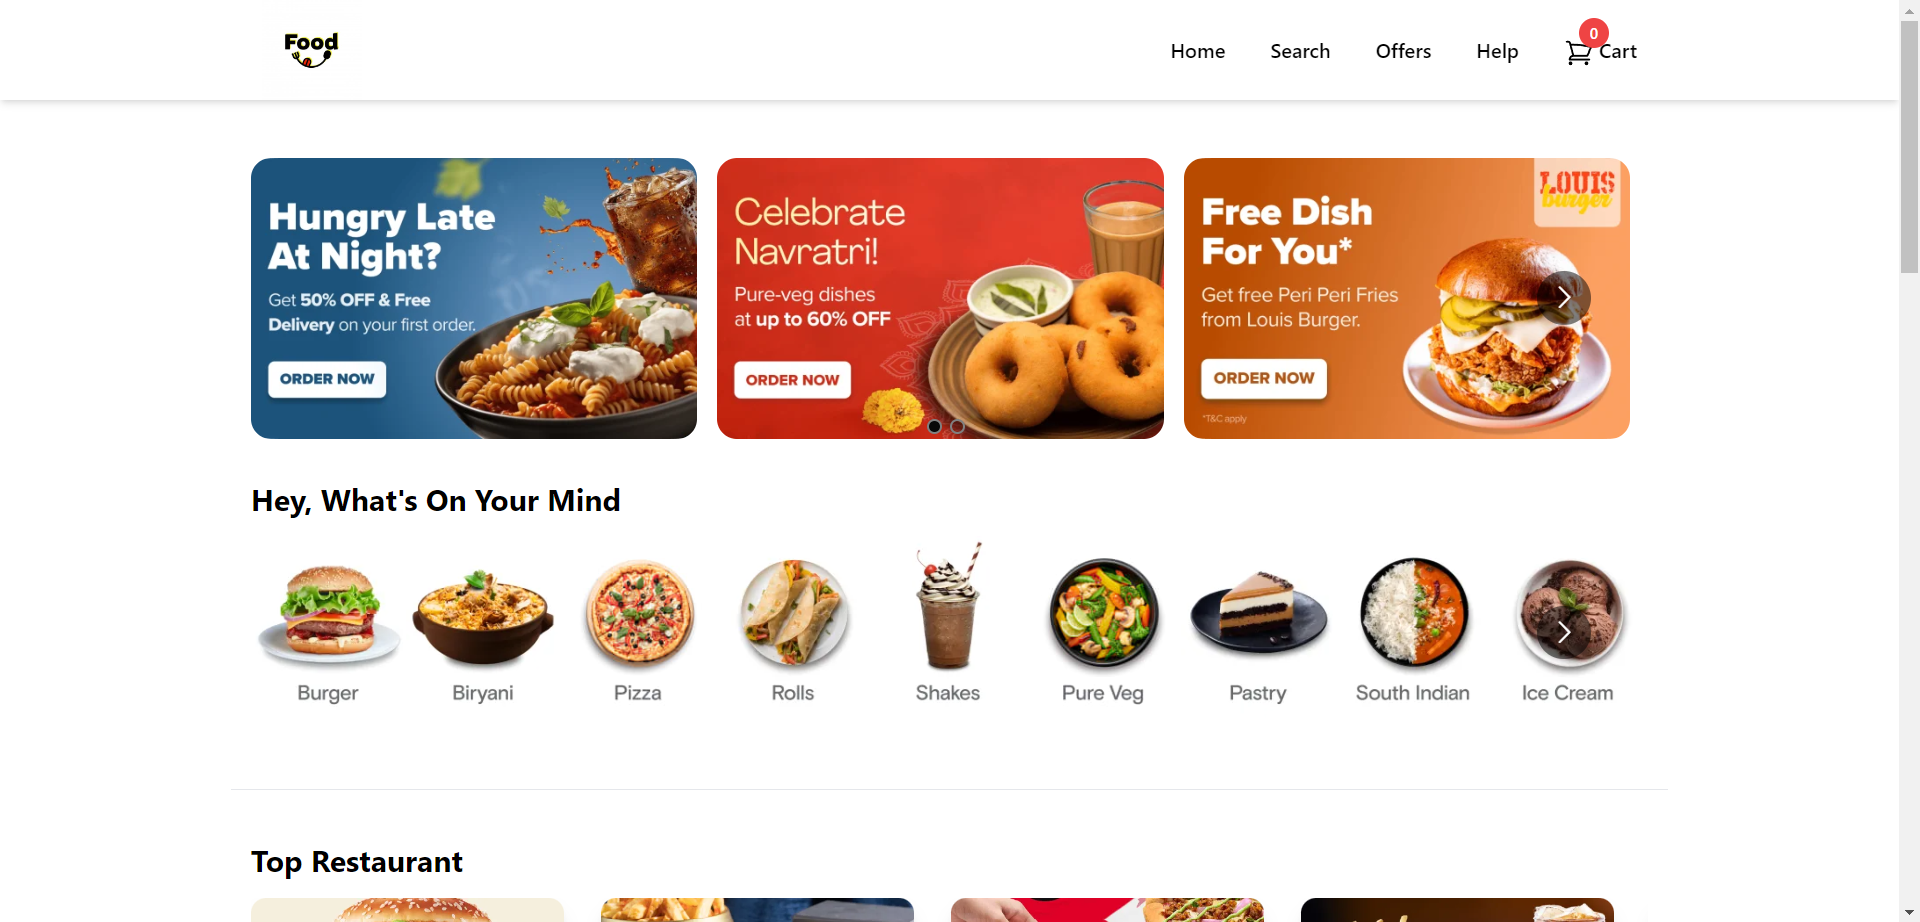 Food
Home
Search
Offers
Help
0
Cart
Hungry Late
At Night?
Get 50% OFF & Free
Delivery on your first order.
ORDER NOW
Celebrate
Navratri!
Pure-veg dishes
at up to 60% OFF
ORDER NOW
LOUIS
burger
Free Dish
For You*
Get free Peri Peri Fries
from Louis Burger.
ORDER NOW
*T&C apply
Hey, What's On Your Mind
Burger
Biryani
Pizza
Rolls
Shakes
Pure Veg
Pastry
South Indian
Ice Cream
Top Restaurant